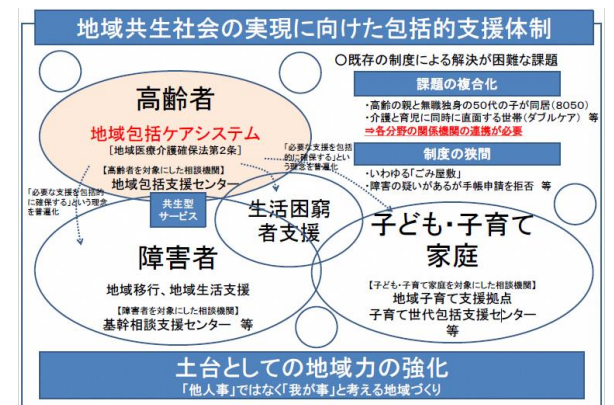 地域共生社会の実現に向けた包括的支援体制
〇既存の制度による解決が困難な課題
課題の複合化
・高齢の親と無職独身の50代の子が同居(8050)
・介護と育児に同時に直面する世帯(ダブルケア) 等
⇒各分野の関係機関の連携が必要
制度の狭間
・いわゆる「ごみ屋敷」
・障害の疑いがあるが手帳申請を拒否 等
高齢者
地域包括ケアシステム
[地域医療介護確保法第2条]
【高齢者を対象にした相談機関】
地域包括支援センター
「必要な支援を包括的
に確保する」とい
う理念を普遍化
「必要な支援を包括的
に確保する」という理念
を普遍化
共生型
サービス
生活困窮
者支援
障害者
地域移行、地域生活支援
【障害者を対象にした相談機関】
基幹相談支援センター 等
子ども・子育て
家庭
【子ども・子育て家庭を対象にした相談機関】
地域子育て支援拠点
子育て世代包括支援センター
等
土台としての地域力の強化
「他人事」ではなく「我が事」と考える地域づくり